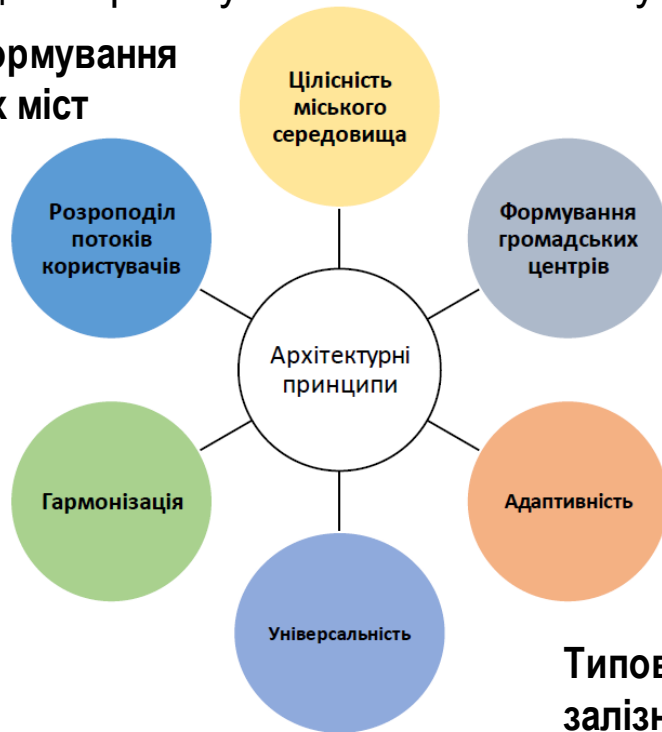 ормування
х міст
Цілісність
міського
середовища
Розроподіл
потоків
користувачів
Формування
громадських
центрів
Архітектурні
принципи
Гармонізація
Адаптивність
Універсальність
Типов
залізн